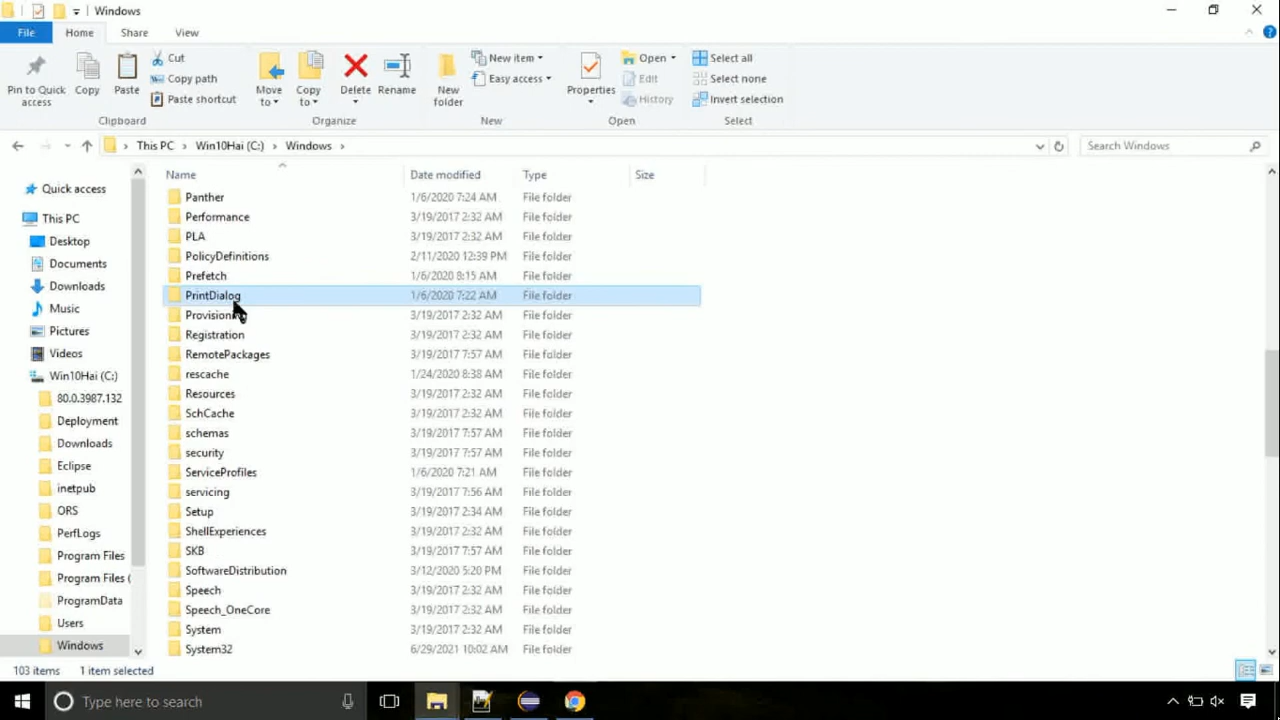 Windows
File Home Share View
Pin to Quick access
Copy
Paste
Cut
Copy path
Paste shortcut
Clipboard
Move to
Copy to
Delete
Rename
Organize
New folder
New item
Easy access
New
Properties
Open
Edit
History
Open
Select all
Select none
Invert selection
Select
This PC Win10Hai (C:) Windows
Search Windows
Quick access
This PC
Desktop
Documents
Downloads
Music
Pictures
Videos
Win10Hai (C:)
80.0.3987.132
Deployment
Downloads
Eclipse
inetpub
ORS
PerfLogs
Program Files
Program Files (
ProgramData
Users
Windows
Name Date modified Type Size
Panther 1/6/2020 7:24 AM File folder
Performance 3/19/2017 2:32 AM File folder
PLA 3/19/2017 2:32 AM File folder
PolicyDefinitions 2/11/2020 12:39 PM File folder
Prefetch 1/6/2020 8:15 AM File folder
PrintDialog 1/6/2020 7:22 AM File folder
3/19/2017 2:32 AM File folder
Registration 3/19/2017 2:32 AM File folder
RemotePackages 3/19/2017 7:57 AM File folder
rescache 1/24/2020 8:38 AM File folder
Resources 3/19/2017 2:32 AM File folder
SchCache 3/19/2017 2:32 AM File folder
schemas 3/19/2017 7:57 AM File folder
security 3/19/2017 7:57 AM File folder
ServiceProfiles 1/6/2020 7:21 AM File folder
servicing 3/19/2017 7:56 AM File folder
Setup 3/19/2017 2:34 AM File folder
ShellExperiences 3/19/2017 2:32 AM File folder
SKB 3/19/2017 7:57 AM File folder
SoftwareDistribution 3/12/2020 5:20 PM File folder
Speech 3/19/2017 2:32 AM File folder
Speech_OneCore 3/19/2017 2:32 AM File folder
System 3/19/2017 2:32 AM File folder
System32 6/29/2021 10:02 AM File folder
103 items 1 item selected
Type here to search